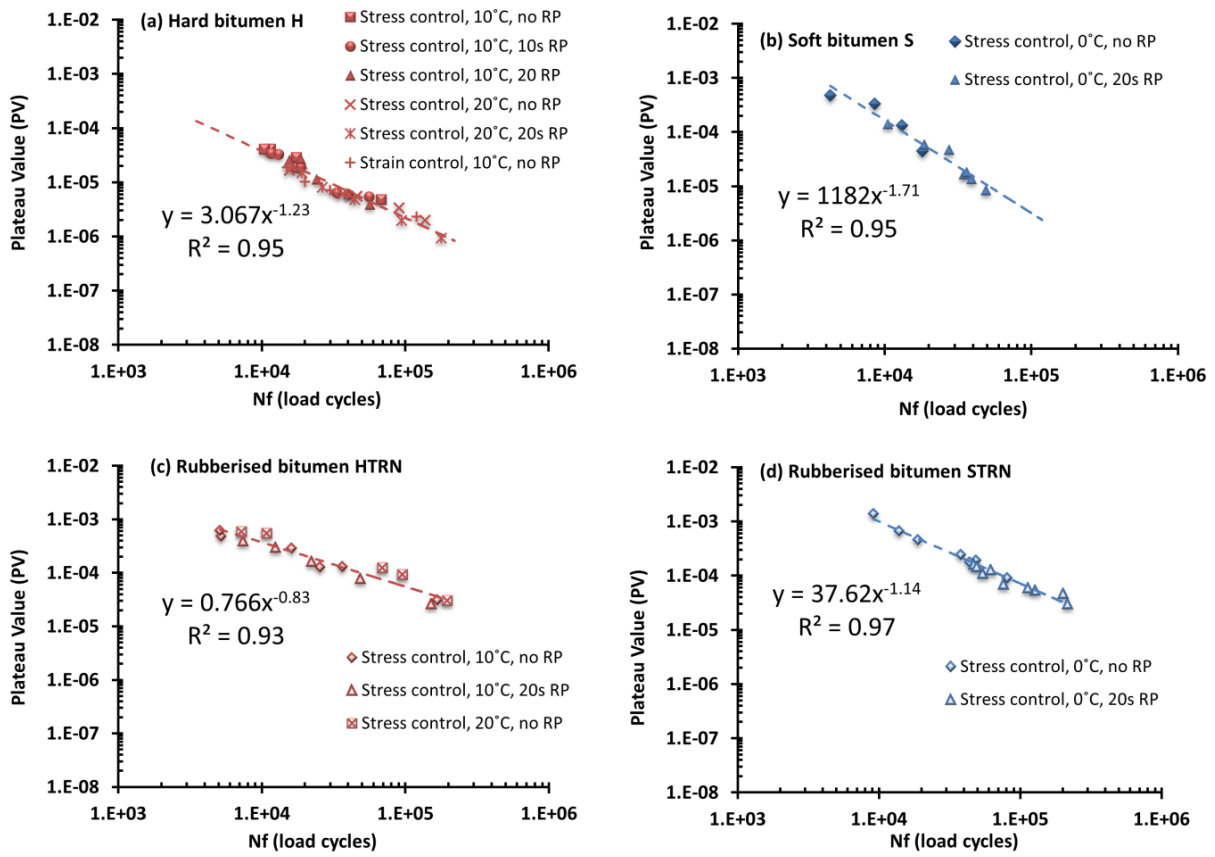 (a) Hard bitumen H
Stress control, 10˚C, no RP
Stress control, 10˚C, 10s RP
Stress control, 10˚C, 20 RP
Stress control, 20˚C, no RP
Stress control, 20˚C, 20s RP
Strain control, 10˚C, no RP
Plateau Value (PV)
1.E-02
1.E-03
1.E-04
1.E-05
1.E-06
1.E-07
1.E-08
y = 3.067x-1.23
R² = 0.95
1.E+03
1.E+04
1.E+05
1.E+06
Nf (load cycles)
(b) Soft bitumen S
Stress control, 0˚C, no RP
Stress control, 0˚C, 20s RP
Plateau Value (PV)
1.E-02
1.E-03
1.E-04
1.E-05
1.E-06
1.E-07
1.E-08
y = 1182x-1.71
R² = 0.95
1.E+03
1.E+04
1.E+05
1.E+06
Nf (load cycles)
(c) Rubberised bitumen HTRN
Plateau Value (PV)
1.E-02
1.E-03
1.E-04
1.E-05
1.E-06
1.E-07
1.E-08
y = 0.766x-0.83
R² = 0.93
Stress control, 10˚C, no RP
Stress control, 10˚C, 20s RP
Stress control, 20˚C, no RP
1.E+03
1.E+04
1.E+05
1.E+06
Nf (load cycles)
(d) Rubberised bitumen STRN
Plateau Value (PV)
1.E-02
1.E-03
1.E-04
1.E-05
1.E-06
1.E-07
1.E-08
y = 37.62x-1.14
R² = 0.97
Stress control, 0˚C, no RP
Stress control, 0˚C, 20s RP
1.E+03
1.E+04
1.E+05
1.E+06
Nf (load cycles)